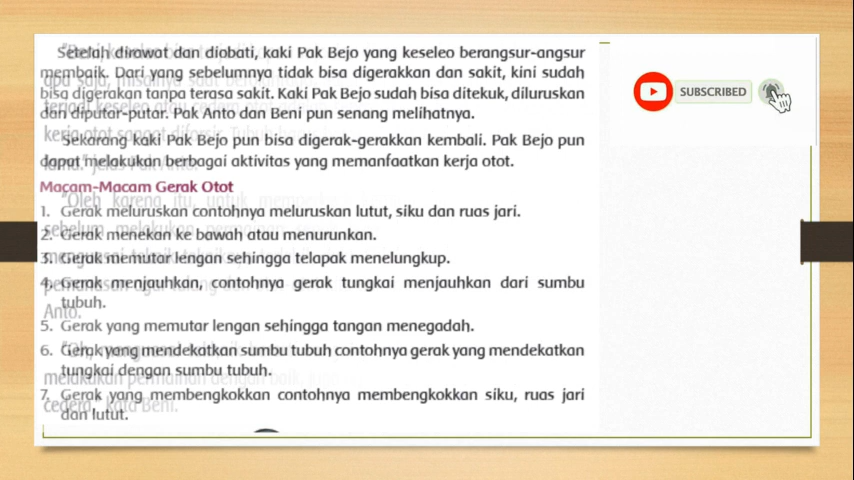 Setelah dirawat dan diobati, kaki Pak Bejo yang keseleo berangsur-angsur
membaik. Dari yang sebelumnya tidak bisa digerakkan dan sakit, kini sudah
bisa digerakan tanpa terasa sakit. Kaki Pak Bejo sudah bisa ditekuk, diluruskan
dan diputar-putar. Pak Anto dan Beni pun senang melihatnya.
Sekarang kaki Pak Bejo pun bisa digerak-gerakkan kembali. Pak Bejo pun
dapat melakukan berbagai aktivitas yang memanfaatkan kerja otot.
Macam-Macam Gerak Otot
1. Gerak meluruskan contohnya meluruskan lutut, siku dan ruas jari.
2. Gerak menekan ke bawah atau menurunkan.
3. Gerak memutar lengan sehingga telapak menelungkup.
4. Gerak menjauhkan, contohnya gerak tungkai menjauhkan dari sumbu
tubuh.
5. Gerak yang memutar lengan sehingga tangan menegadah.
6. Gerak yang mendekatkan sumbu tubuh contohnya gerak yang mendekatkan
tungkai dengan sumbu tubuh.
7. Gerak yang membengkokkan contohnya membengkokkan siku, ruas jari
dan lutut.
SUBSCRIBED